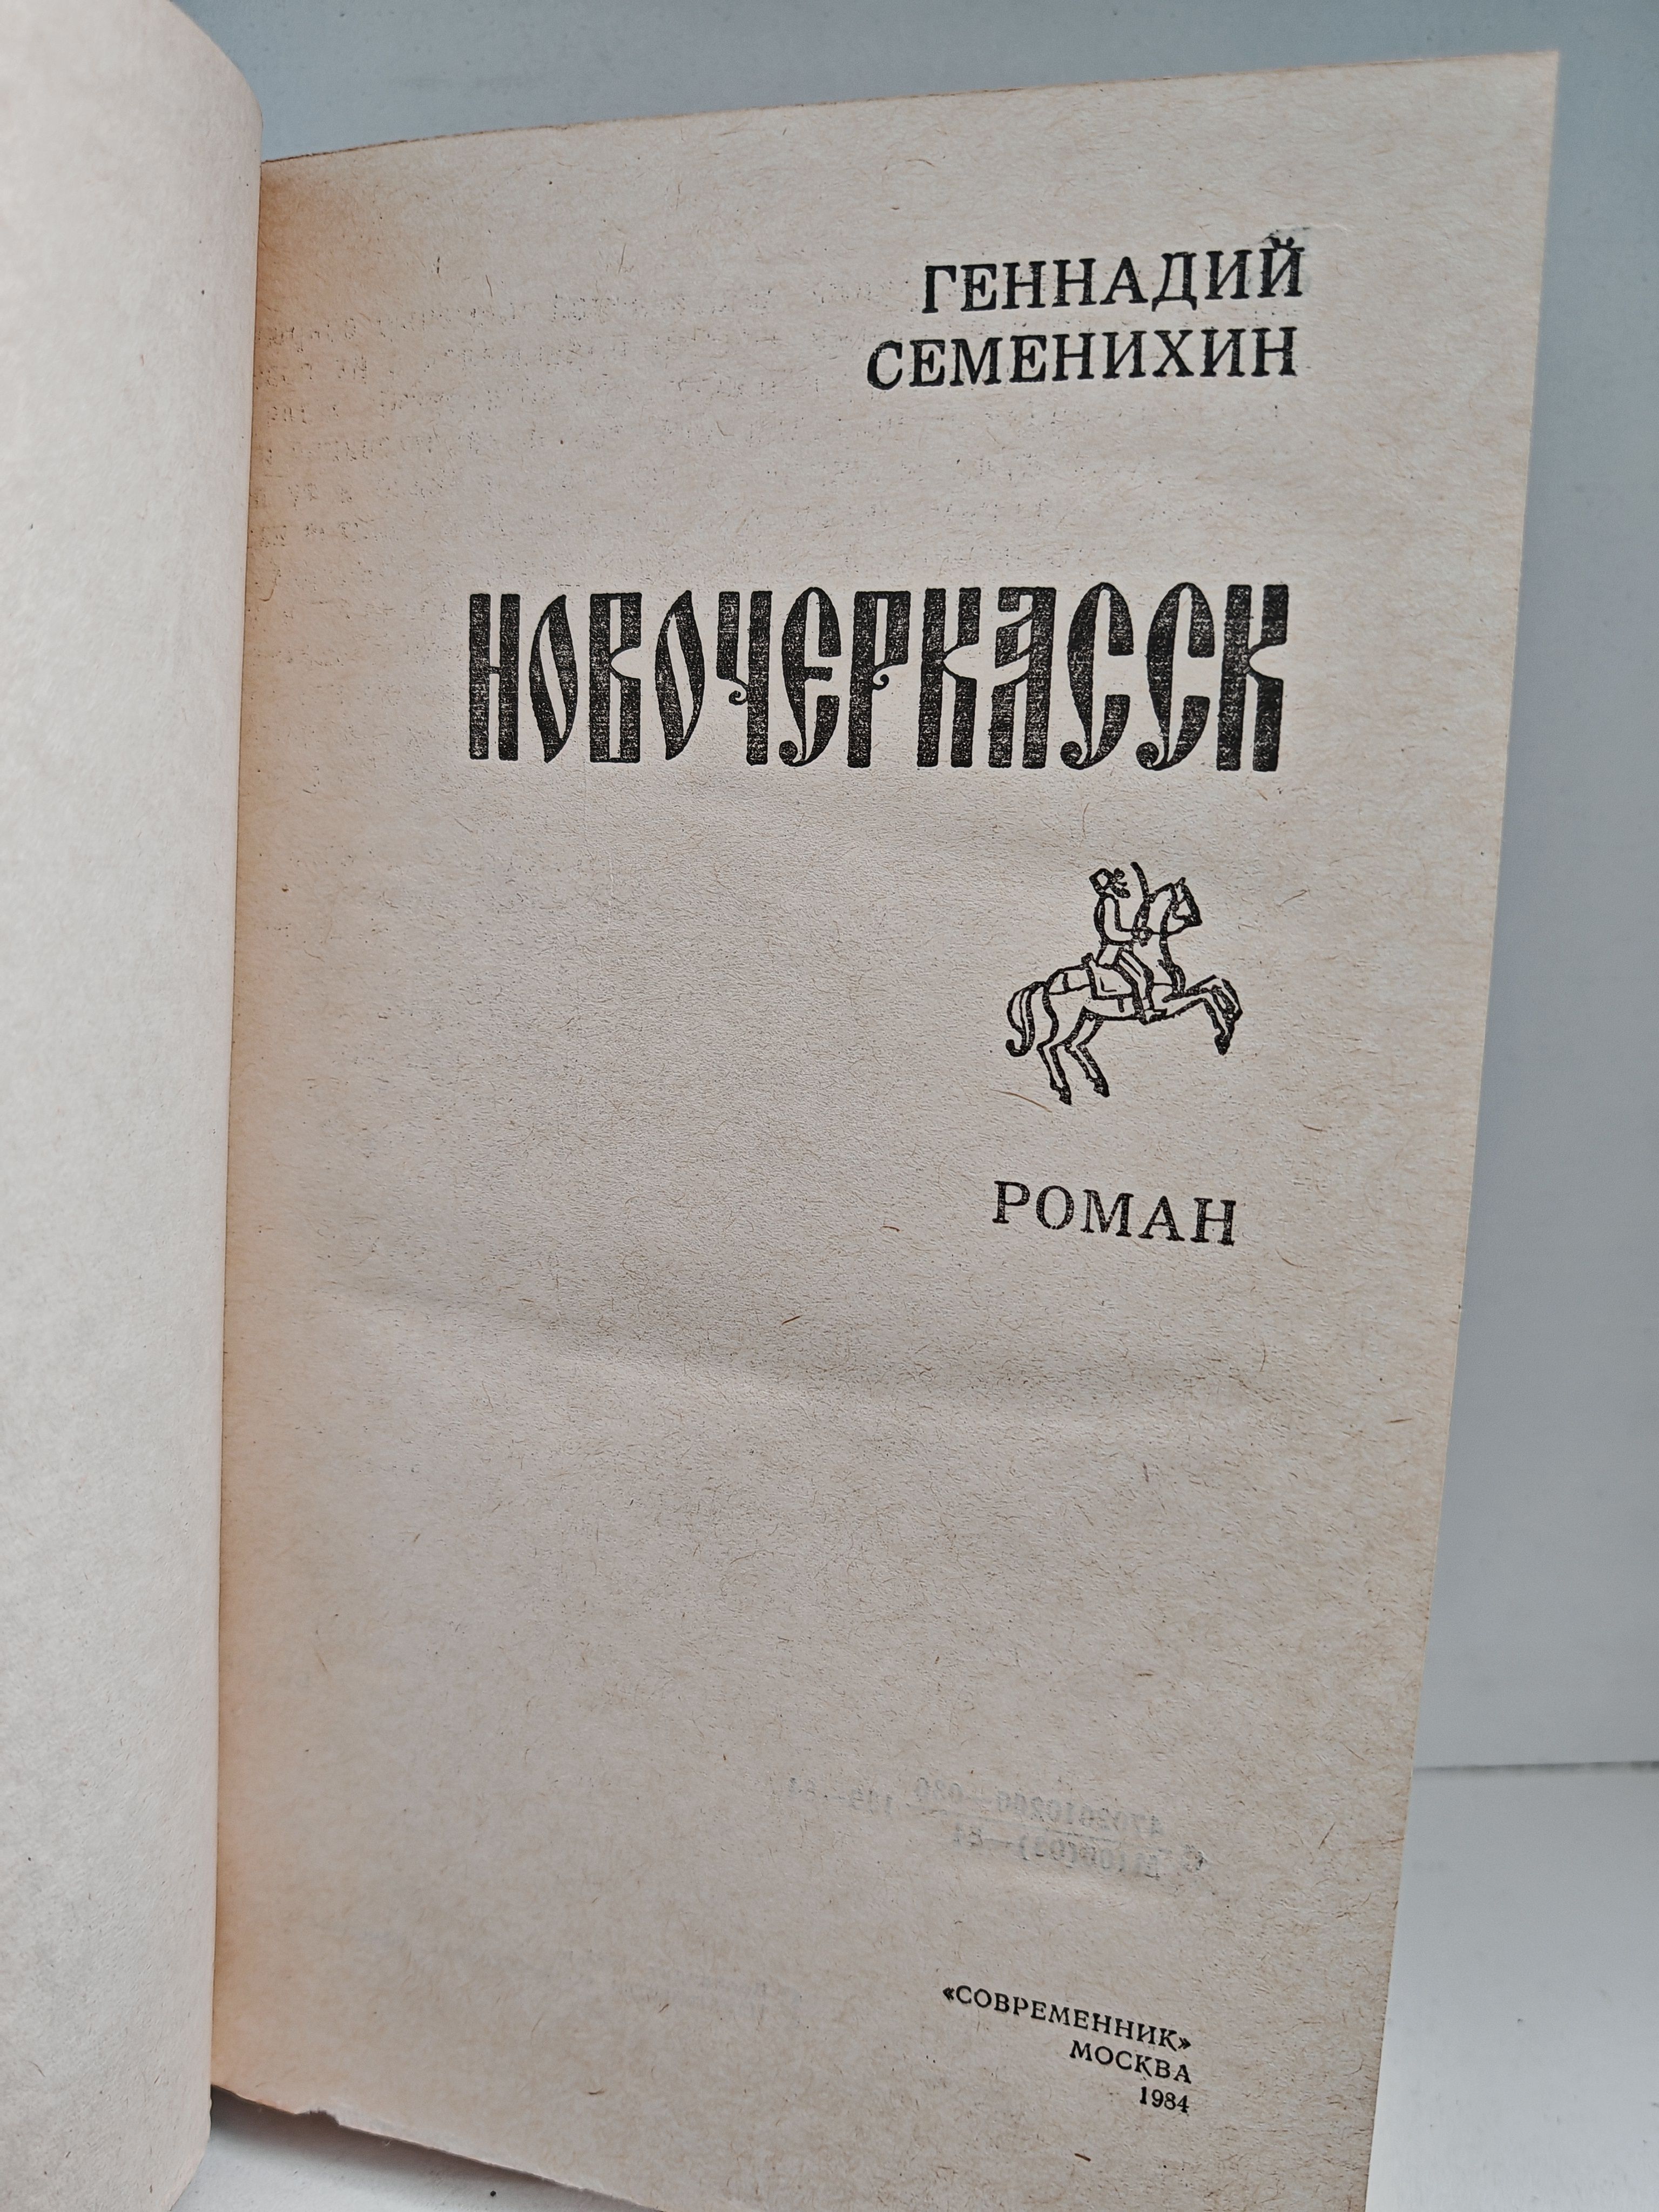 ГЕННАДИЙ
СЕМЕНИХИН
НОВОЧЕРКАССК
РОМАН
«СОВРЕМЕННИК»
МОСКВА
1984